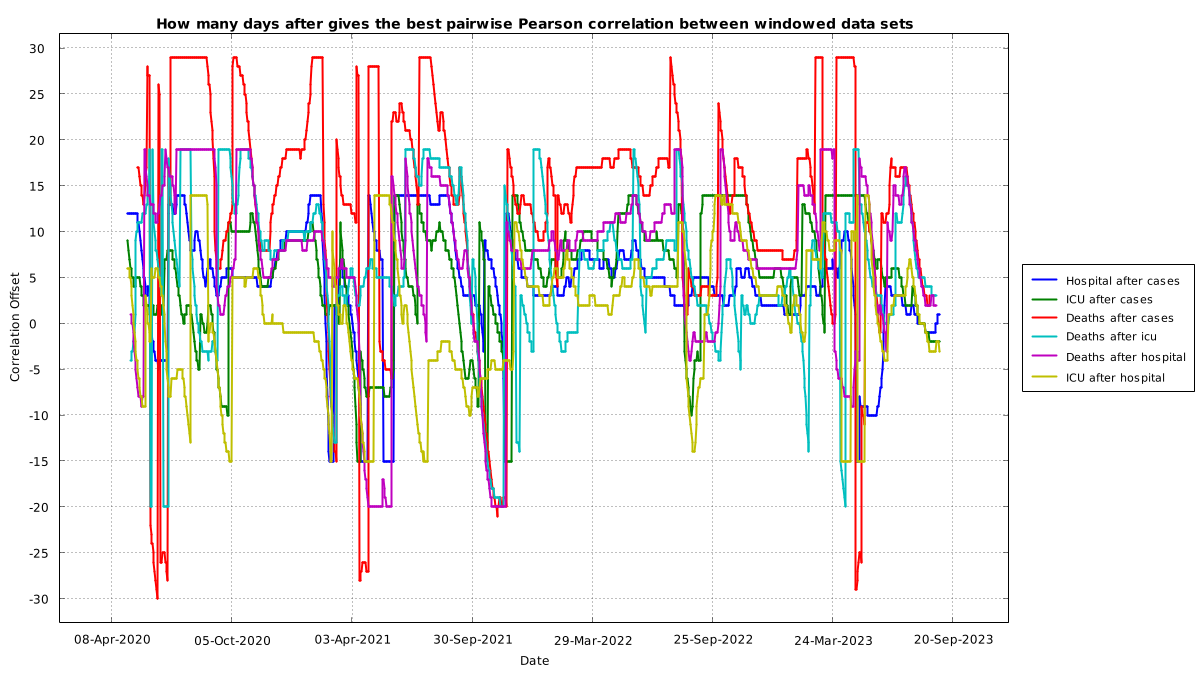 How many days after gives the best pairwise Pearson correlation between windowed data sets
30
25
20
15
10
5
0
-5
-10
-15
-20
-25
-30
Correlation Offset
08-Apr-2020
05-Oct-2020
03-Apr-2021
30-Sep-2021
29-Mar-2022
25-Sep-2022
24-Mar-2023
20-Sep-2023
Date
Hospital after cases
ICU after cases
Deaths after cases
Deaths after icu
Deaths after hospital
ICU after hospital